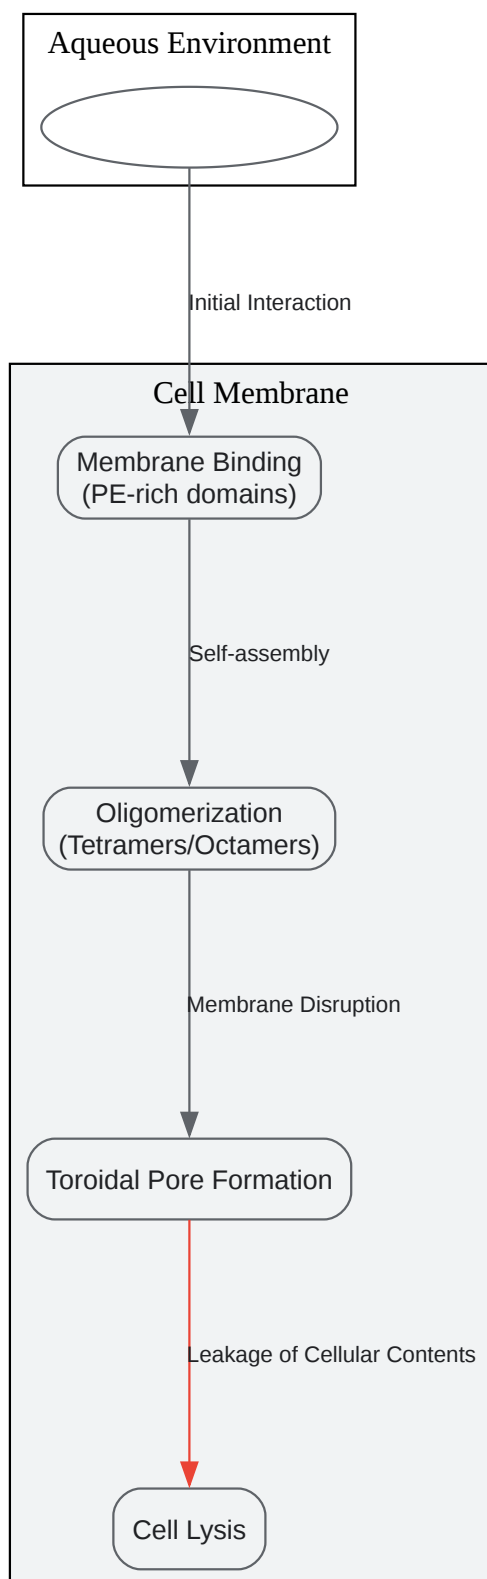 Aqueous Environment
Initial Interaction
Cell Membrane
Membrane Binding
(PE-rich domains)
Self-assembly
Oligomerization
(Tetramers/Octamers)
Membrane Disruption
Toroidal Pore Formation
Leakage of Cellular Contents
Cell Lysis